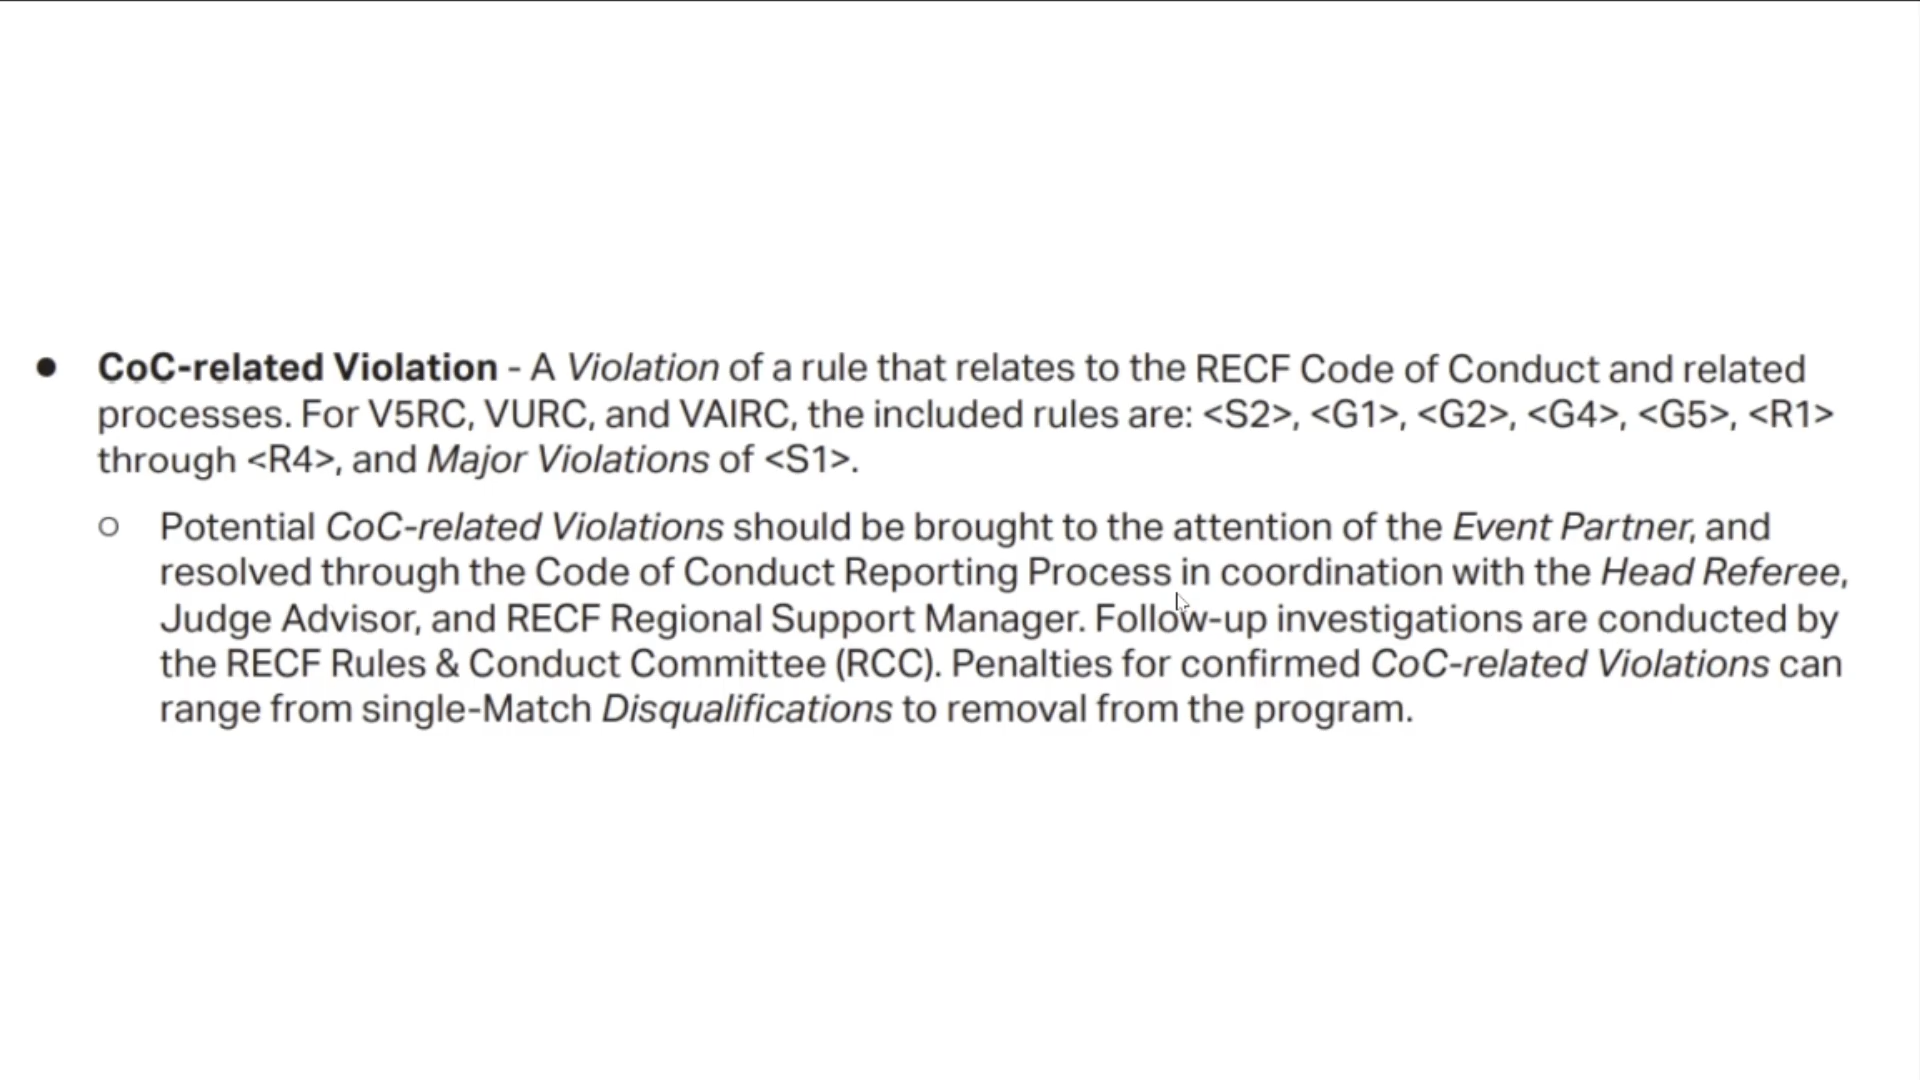 ● CoC-related Violation - A Violation of a rule that relates to the RECF Code of Conduct and related
processes. For V5RC, VURC, and VAIRC, the included rules are: <S2>, <G1>, <G2>, <G4>, <G5>, <R1>
through <R4>, and Major Violations of <S1>.
○ Potential CoC-related Violations should be brought to the attention of the Event Partner, and
resolved through the Code of Conduct Reporting Process in coordination with the Head Referee,
Judge Advisor, and RECF Regional Support Manager. Follow-up investigations are conducted by
the RECF Rules & Conduct Committee (RCC). Penalties for confirmed CoC-related Violations can
range from single-Match Disqualifications to removal from the program.